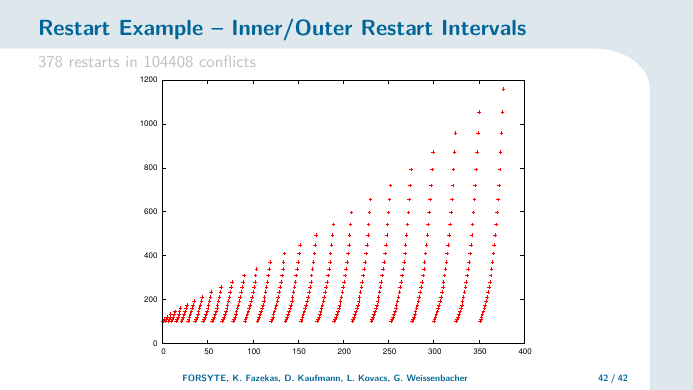 Restart Example – Inner/Outer Restart Intervals
378 restarts in 104408 conflicts
1200
1000
800
600
400
200
0
0 50 100 150 200 250 300 350 400
FORSYTE, K. Fazekas, D. Kaufmann, L. Kovacs, G. Weissenbacher 42 / 42